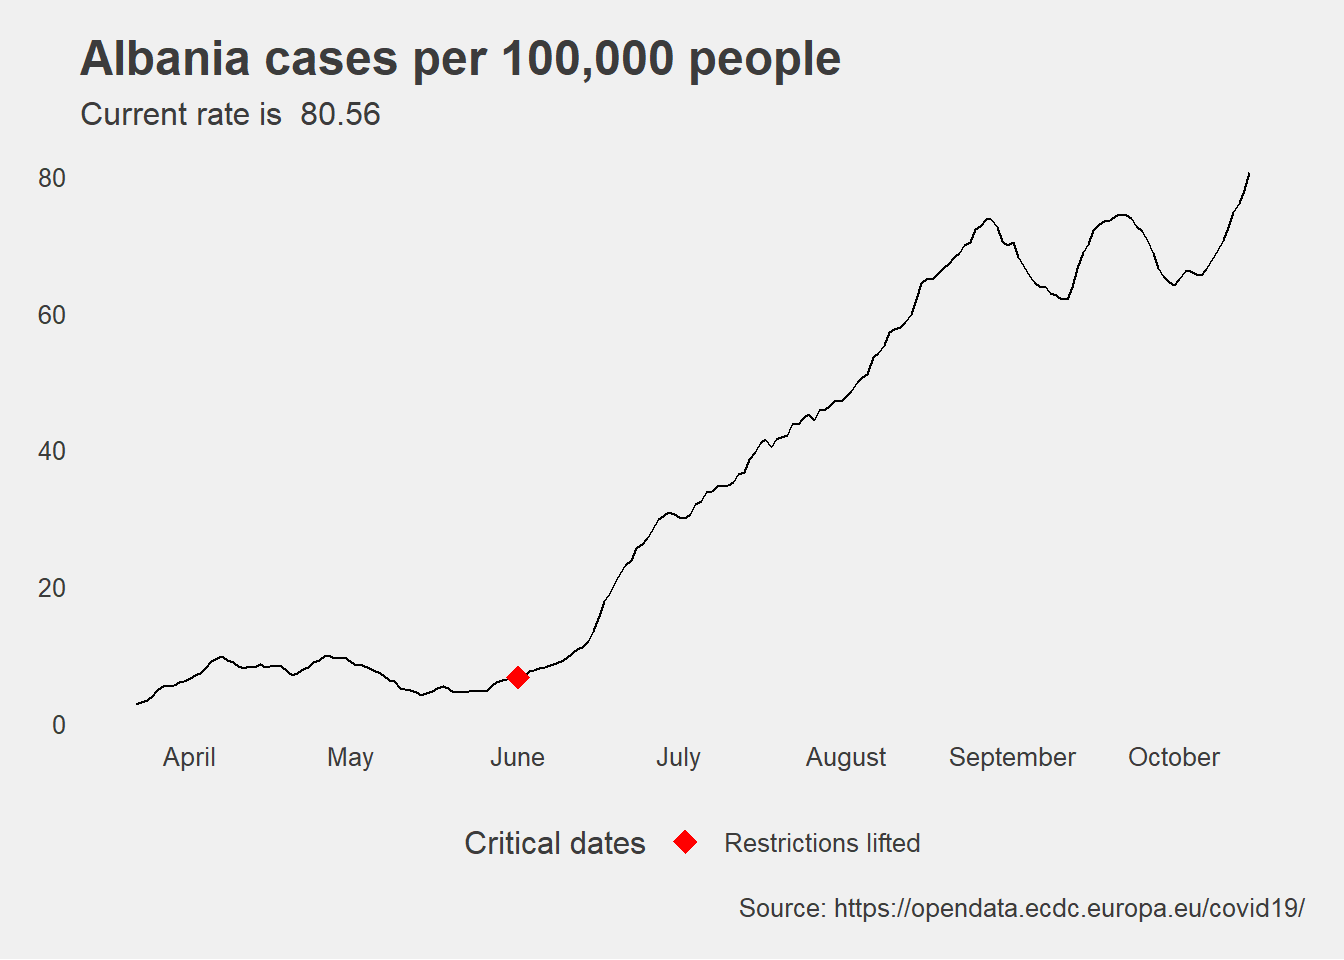 Albania cases per 100,000 people
Current rate is  80.56
80
60
40
20
0
April May June July August September October
Critical dates Restrictions lifted
Source: https://opendata.ecdc.europa.eu/covid19/